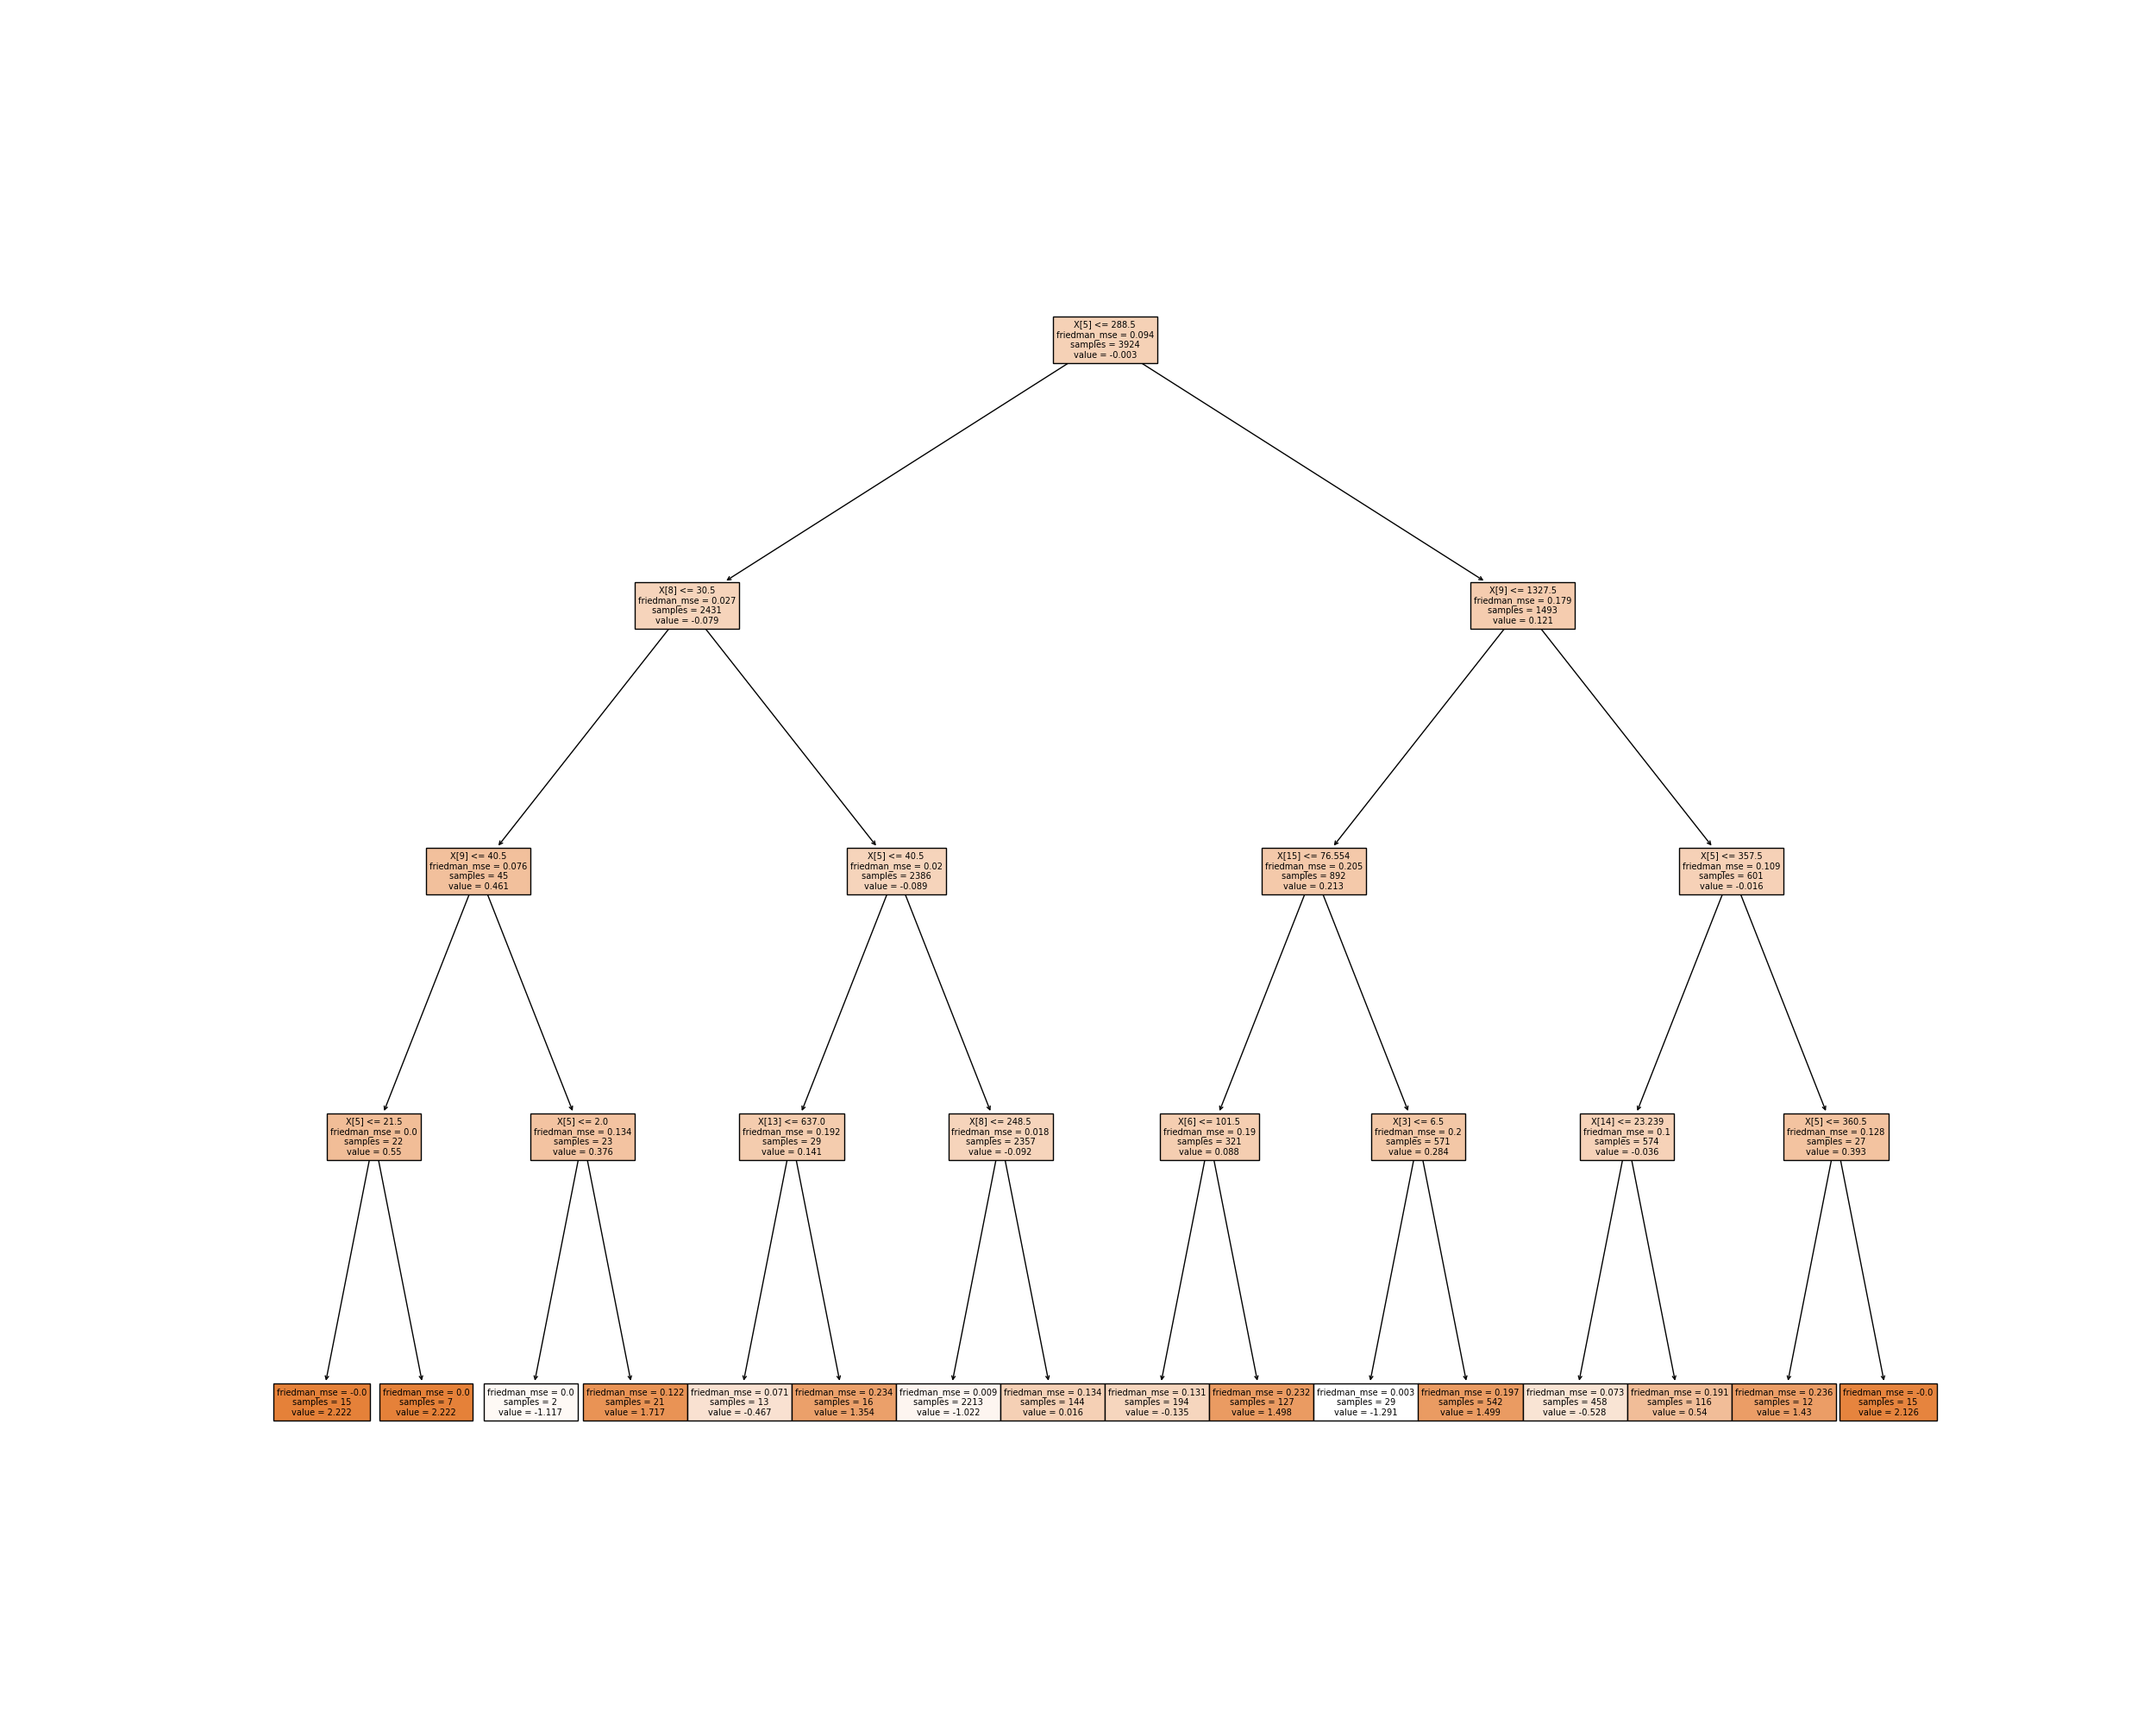 X[5] <= 288.5
friedman_mse = 0.094
samples = 3924
value = -0.003
X[8] <= 30.5
friedman_mse = 0.027
samples = 2431
value = -0.079
X[9] <= 1327.5
friedman_mse = 0.179
samples = 1493
value = 0.121
X[9] <= 40.5
friedman_mse = 0.076
samples = 45
value = 0.461
X[5] <= 40.5
friedman_mse = 0.02
samples = 2386
value = -0.089
X[15] <= 76.554
friedman_mse = 0.205
samples = 892
value = 0.213
X[5] <= 357.5
friedman_mse = 0.109
samples = 601
value = -0.016
X[5] <= 21.5
friedman_mse = 0.0
samples = 22
value = 0.55
X[5] <= 2.0
friedman_mse = 0.134
samples = 23
value = 0.376
X[13] <= 637.0
friedman_mse = 0.192
samples = 29
value = 0.141
X[8] <= 248.5
friedman_mse = 0.018
samples = 2357
value = -0.092
X[6] <= 101.5
friedman_mse = 0.19
samples = 321
value = 0.088
X[3] <= 6.5
friedman_mse = 0.2
samples = 571
value = 0.284
X[14] <= 23.239
friedman_mse = 0.1
samples = 574
value = -0.036
X[5] <= 360.5
friedman_mse = 0.128
samples = 27
value = 0.393
friedman_mse = -0.0
samples = 15
value = 2.222
friedman_mse = 0.0
samples = 7
value = 2.222
friedman_mse = 0.0
samples = 2
value = -1.117
friedman_mse = 0.122
samples = 21
value = 1.717
friedman_mse = 0.071
samples = 13
value = -0.467
friedman_mse = 0.234
samples = 16
value = 1.354
friedman_mse = 0.009
samples = 2213
value = -1.022
friedman_mse = 0.134
samples = 144
value = 0.016
friedman_mse = 0.131
samples = 194
value = -0.135
friedman_mse = 0.232
samples = 127
value = 1.498
friedman_mse = 0.003
samples = 29
value = -1.291
friedman_mse = 0.197
samples = 542
value = 1.499
friedman_mse = 0.073
samples = 458
value = -0.528
friedman_mse = 0.191
samples = 116
value = 0.54
friedman_mse = 0.236
samples = 12
value = 1.43
friedman_mse = -0.0
samples = 15
value = 2.126